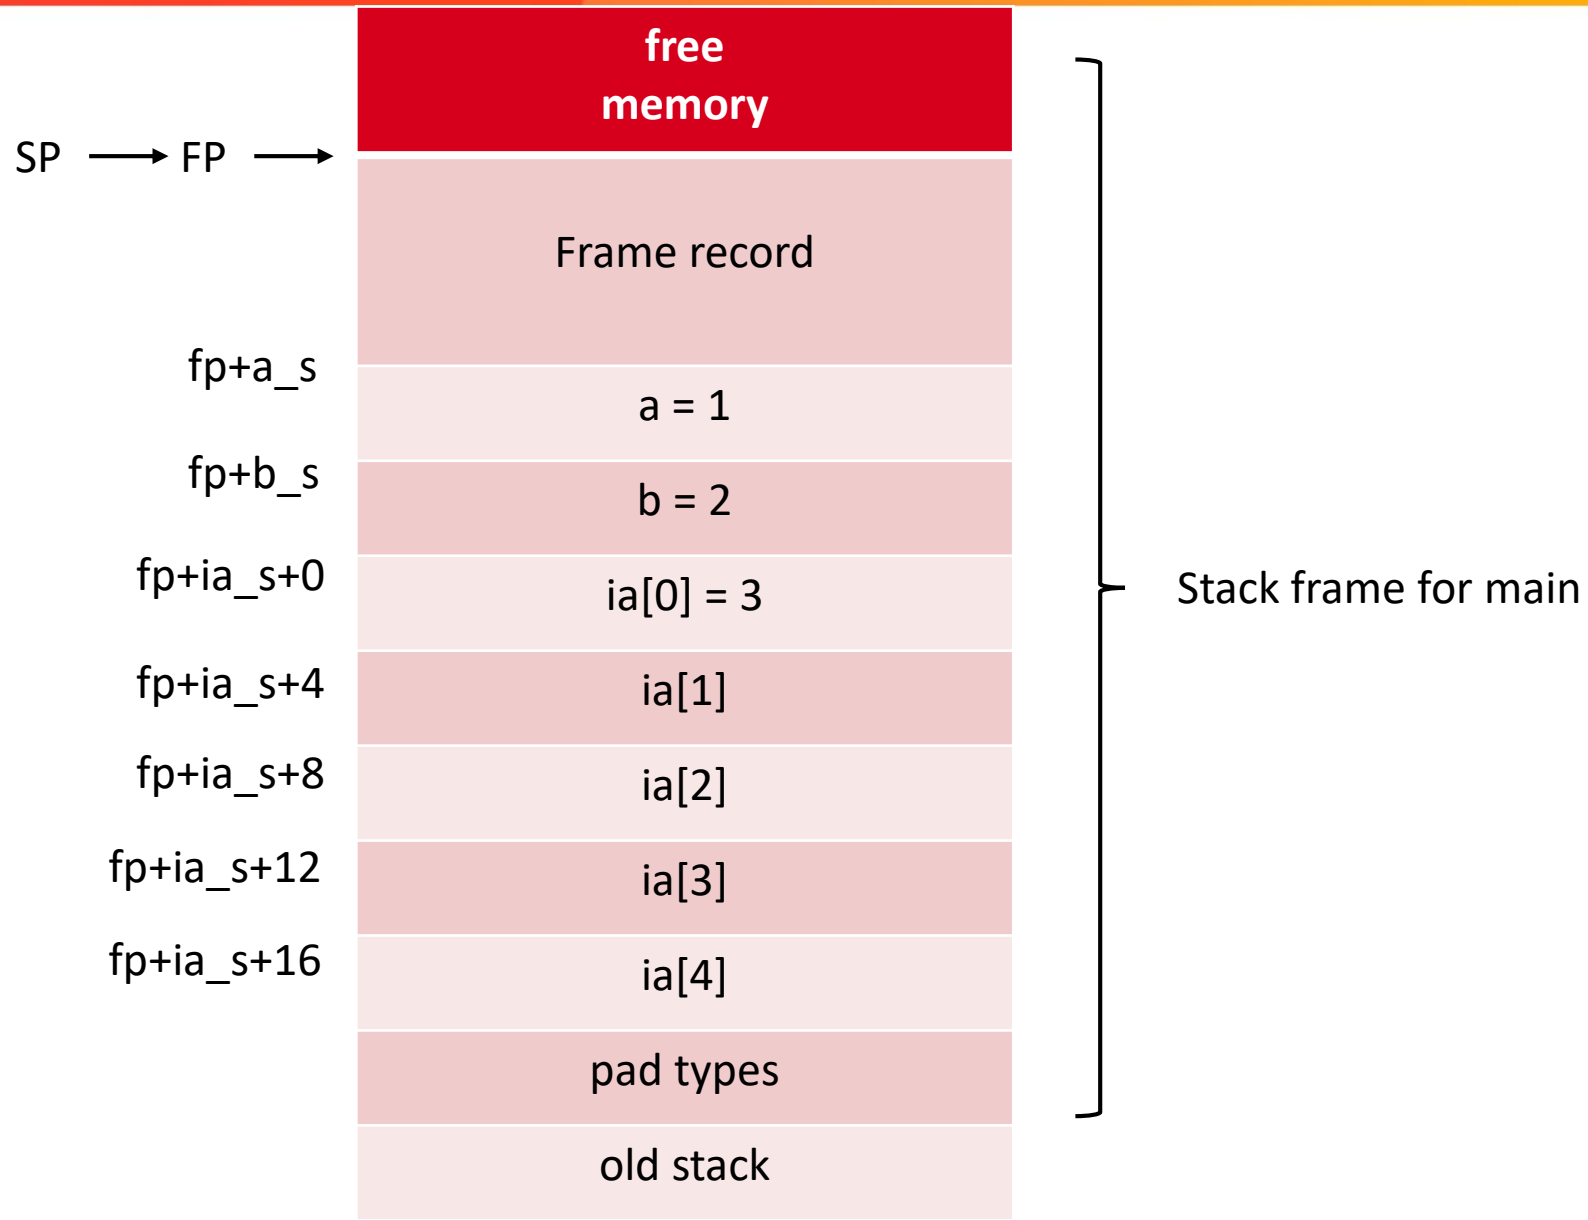 free
memory
SP
FP
Frame record
fp+a_s
a = 1
fp+b_s
b = 2
fp+ia_s+0
ia[0] = 3
Stack frame for main
fp+ia_s+4
ia[1]
fp+ia_s+8
ia[2]
fp+ia_s+12
ia[3]
fp+ia_s+16
ia[4]
pad types
old stack